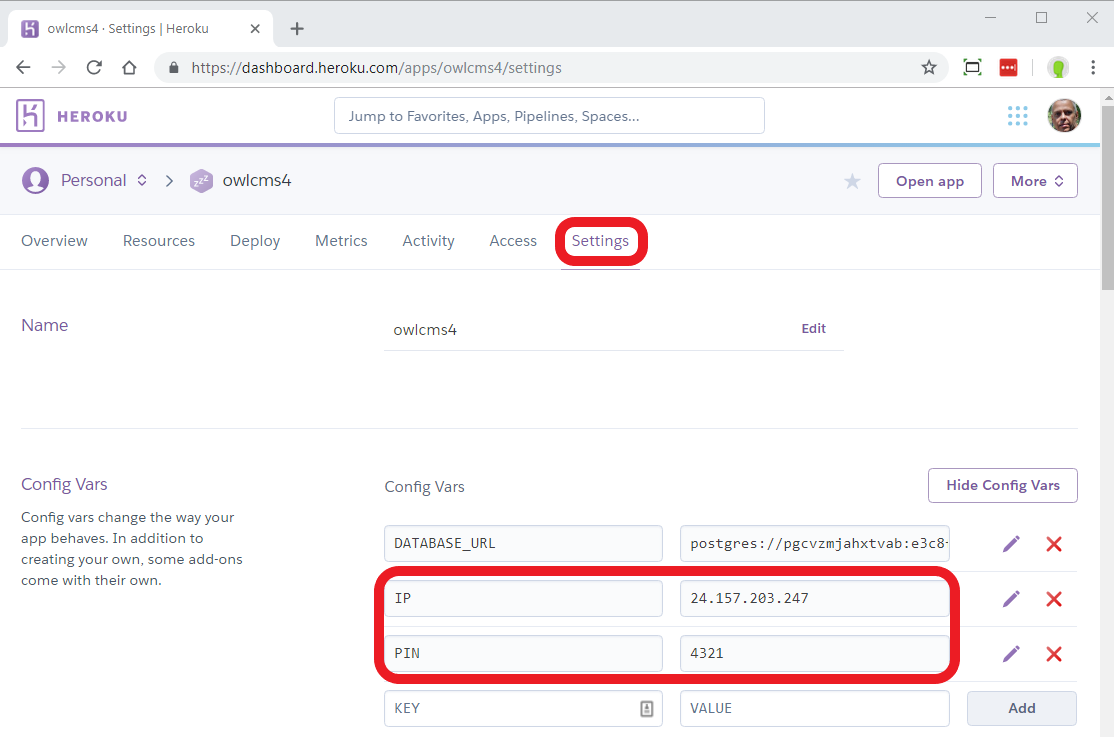 owlcms4 · Settings | Heroku
https://dashboard.heroku.com/apps/owlcms4/settings
HEROKU
Jump to Favorites, Apps, Pipelines, Spaces...
Personal
zzz
owlcms4
Open app
More
Overview Resources Deploy Metrics Activity Access Settings
Name
owlcms4
Edit
Config Vars
Config vars change the way your
app behaves. In addition to
creating your own, some add-ons
come with their own.
Config Vars
Hide Config Vars
DATABASE_URL postgres://pgcvzmjahxtvab:e3c8
IP 24.157.203.247
PIN 4321
KEY VALUE Add